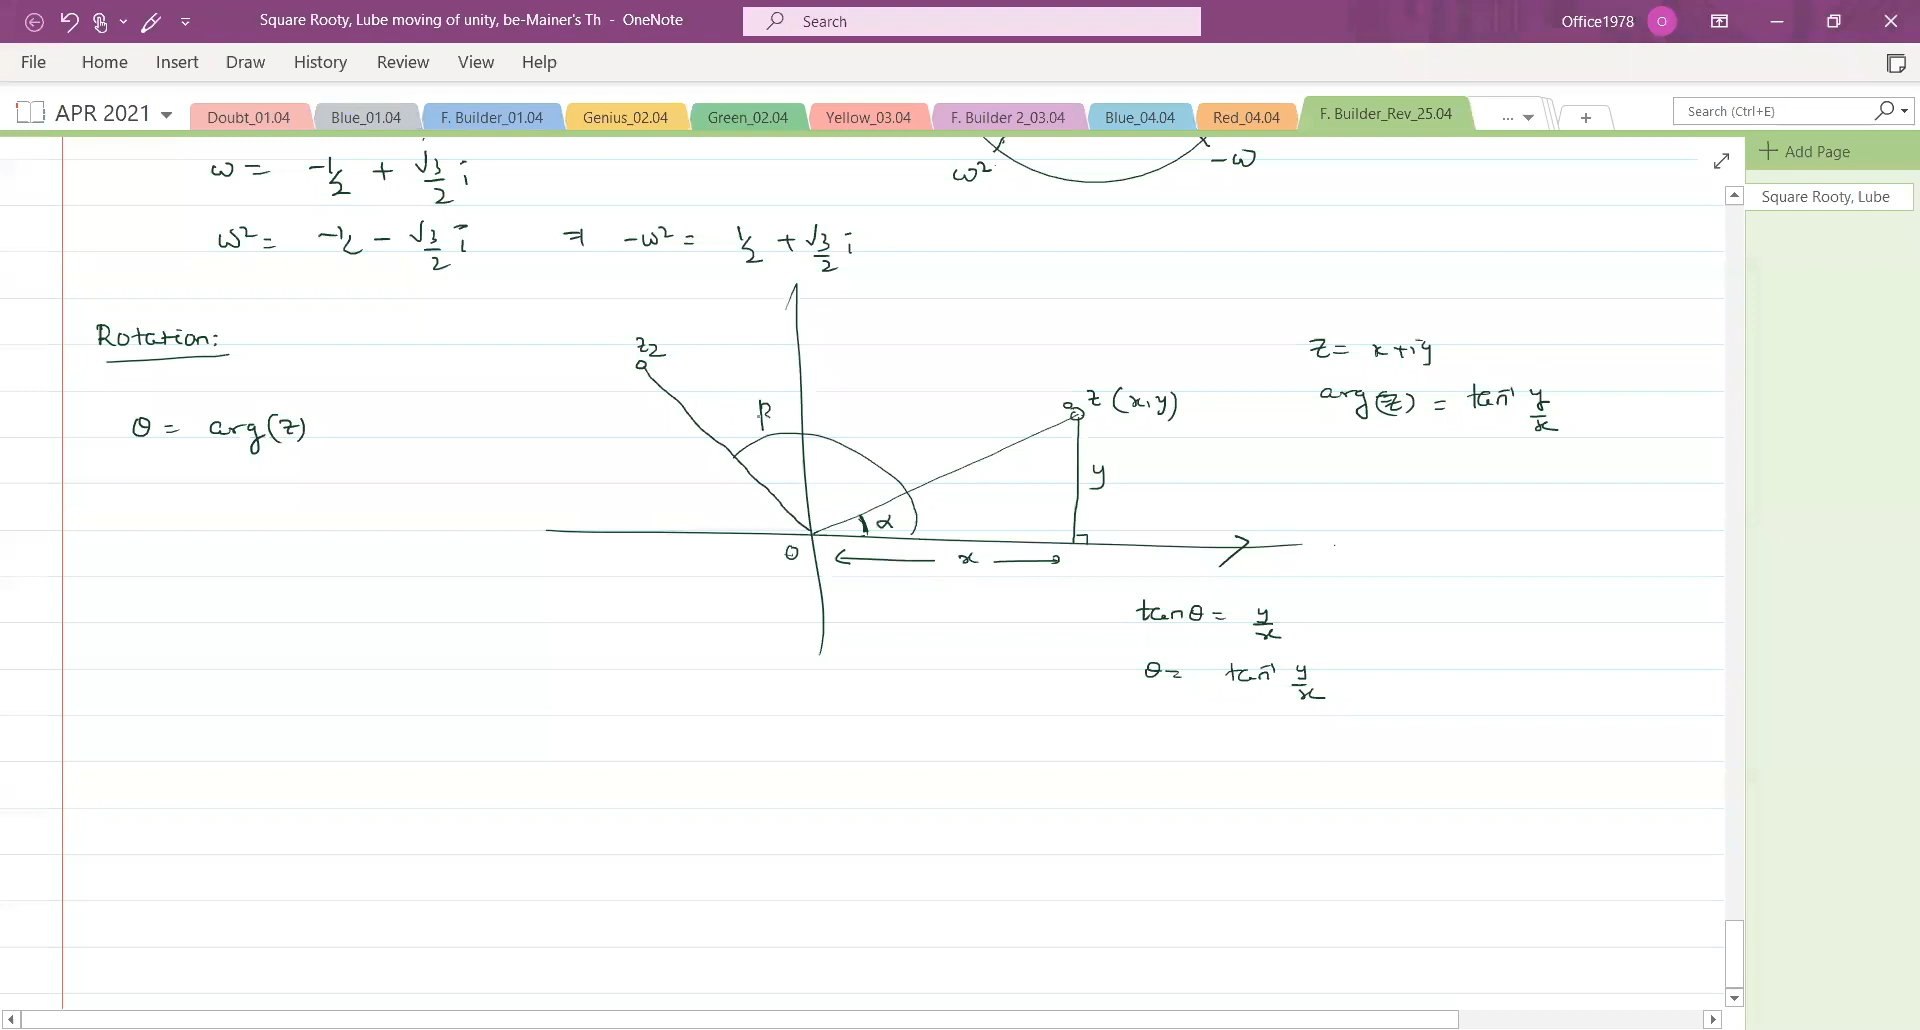 Square Rooty, Lube moving of unity, be-Mainer's Th - OneNote
Search
Office1978
O
File Home Insert Draw History Review View Help
APR 2021
Doubt_01.04 Blue_01.04 F. Builder_01.04 Genius_02.04 Green_02.04 Yellow_03.04 F. Builder 2_03.04 Blue_04.04 Red_04.04 F. Builder_Rev_25.04 ... +
Search (Ctrl+E)
Add Page
Square Rooty, Lube
ω = -1/2 + √3/2 i
ω² -ω
ω² = -1/2 - √3/2 i ⇒ -ω² = 1/2 + √3/2 i
Rotation:
z2
z = x+iy
z (x,y)
arg(z) = tan⁻¹ y/x
β
θ = arg(z)
y
α
O
x
tanθ = y/x
θ = tan⁻¹ y/x